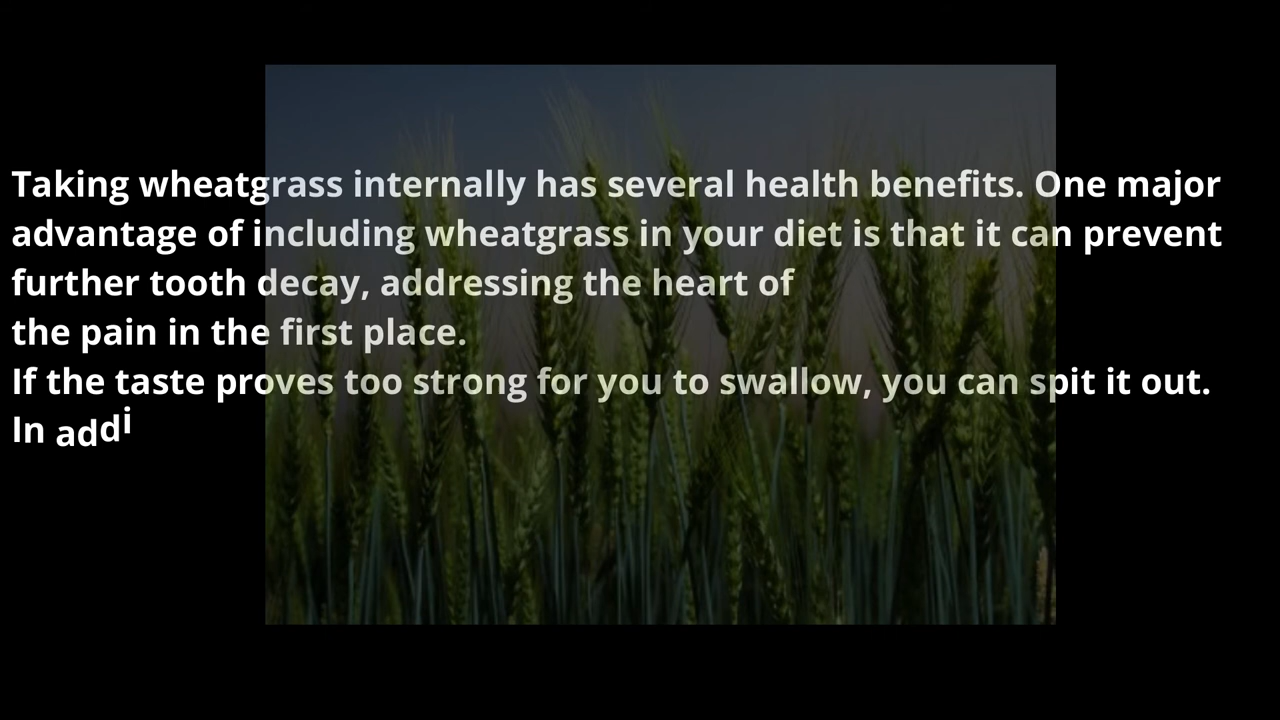 Taking wheatgrass internally has several health benefits. One major
advantage of including wheatgrass in your diet is that it can prevent
further tooth decay, addressing the heart of
the pain in the first place.
If the taste proves too strong for you to swallow, you can spit it out.
In addi